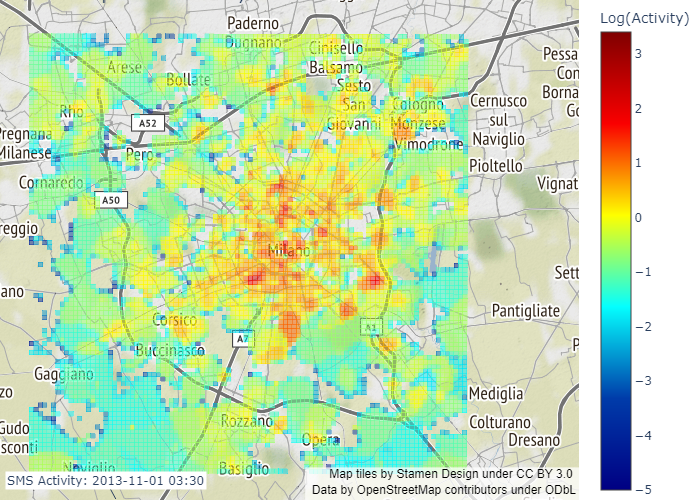 Log(Activity)
Paderno
Dugnano
Cinisello
Balsamo
Arese
Bollate
Sesto
San
Giovanni
Cologno
Monzese
Cernusco
sul
Naviglio
Rho
A52
Pregnana
Milanese
Pero
Vimodrone
Pioltello
Cornaredo
A50
Vignat
reggio
Milano
Sett
ano
Pantigliate
Corsico
A7
A1
Buccinasco
Gaggiano
Mediglia
Rozzano
Colturano
Dresano
Opera
Gudo
sconti
Naviglio
Basiglio
Pessa
Con
Borna
Go
zo
P
3
2
1
0
−1
−2
−3
−4
−5
SMS Activity: 2013-11-01 03:30
Map tiles by Stamen Design under CC BY 3.0
Data by OpenStreetMap contributors under ODbL